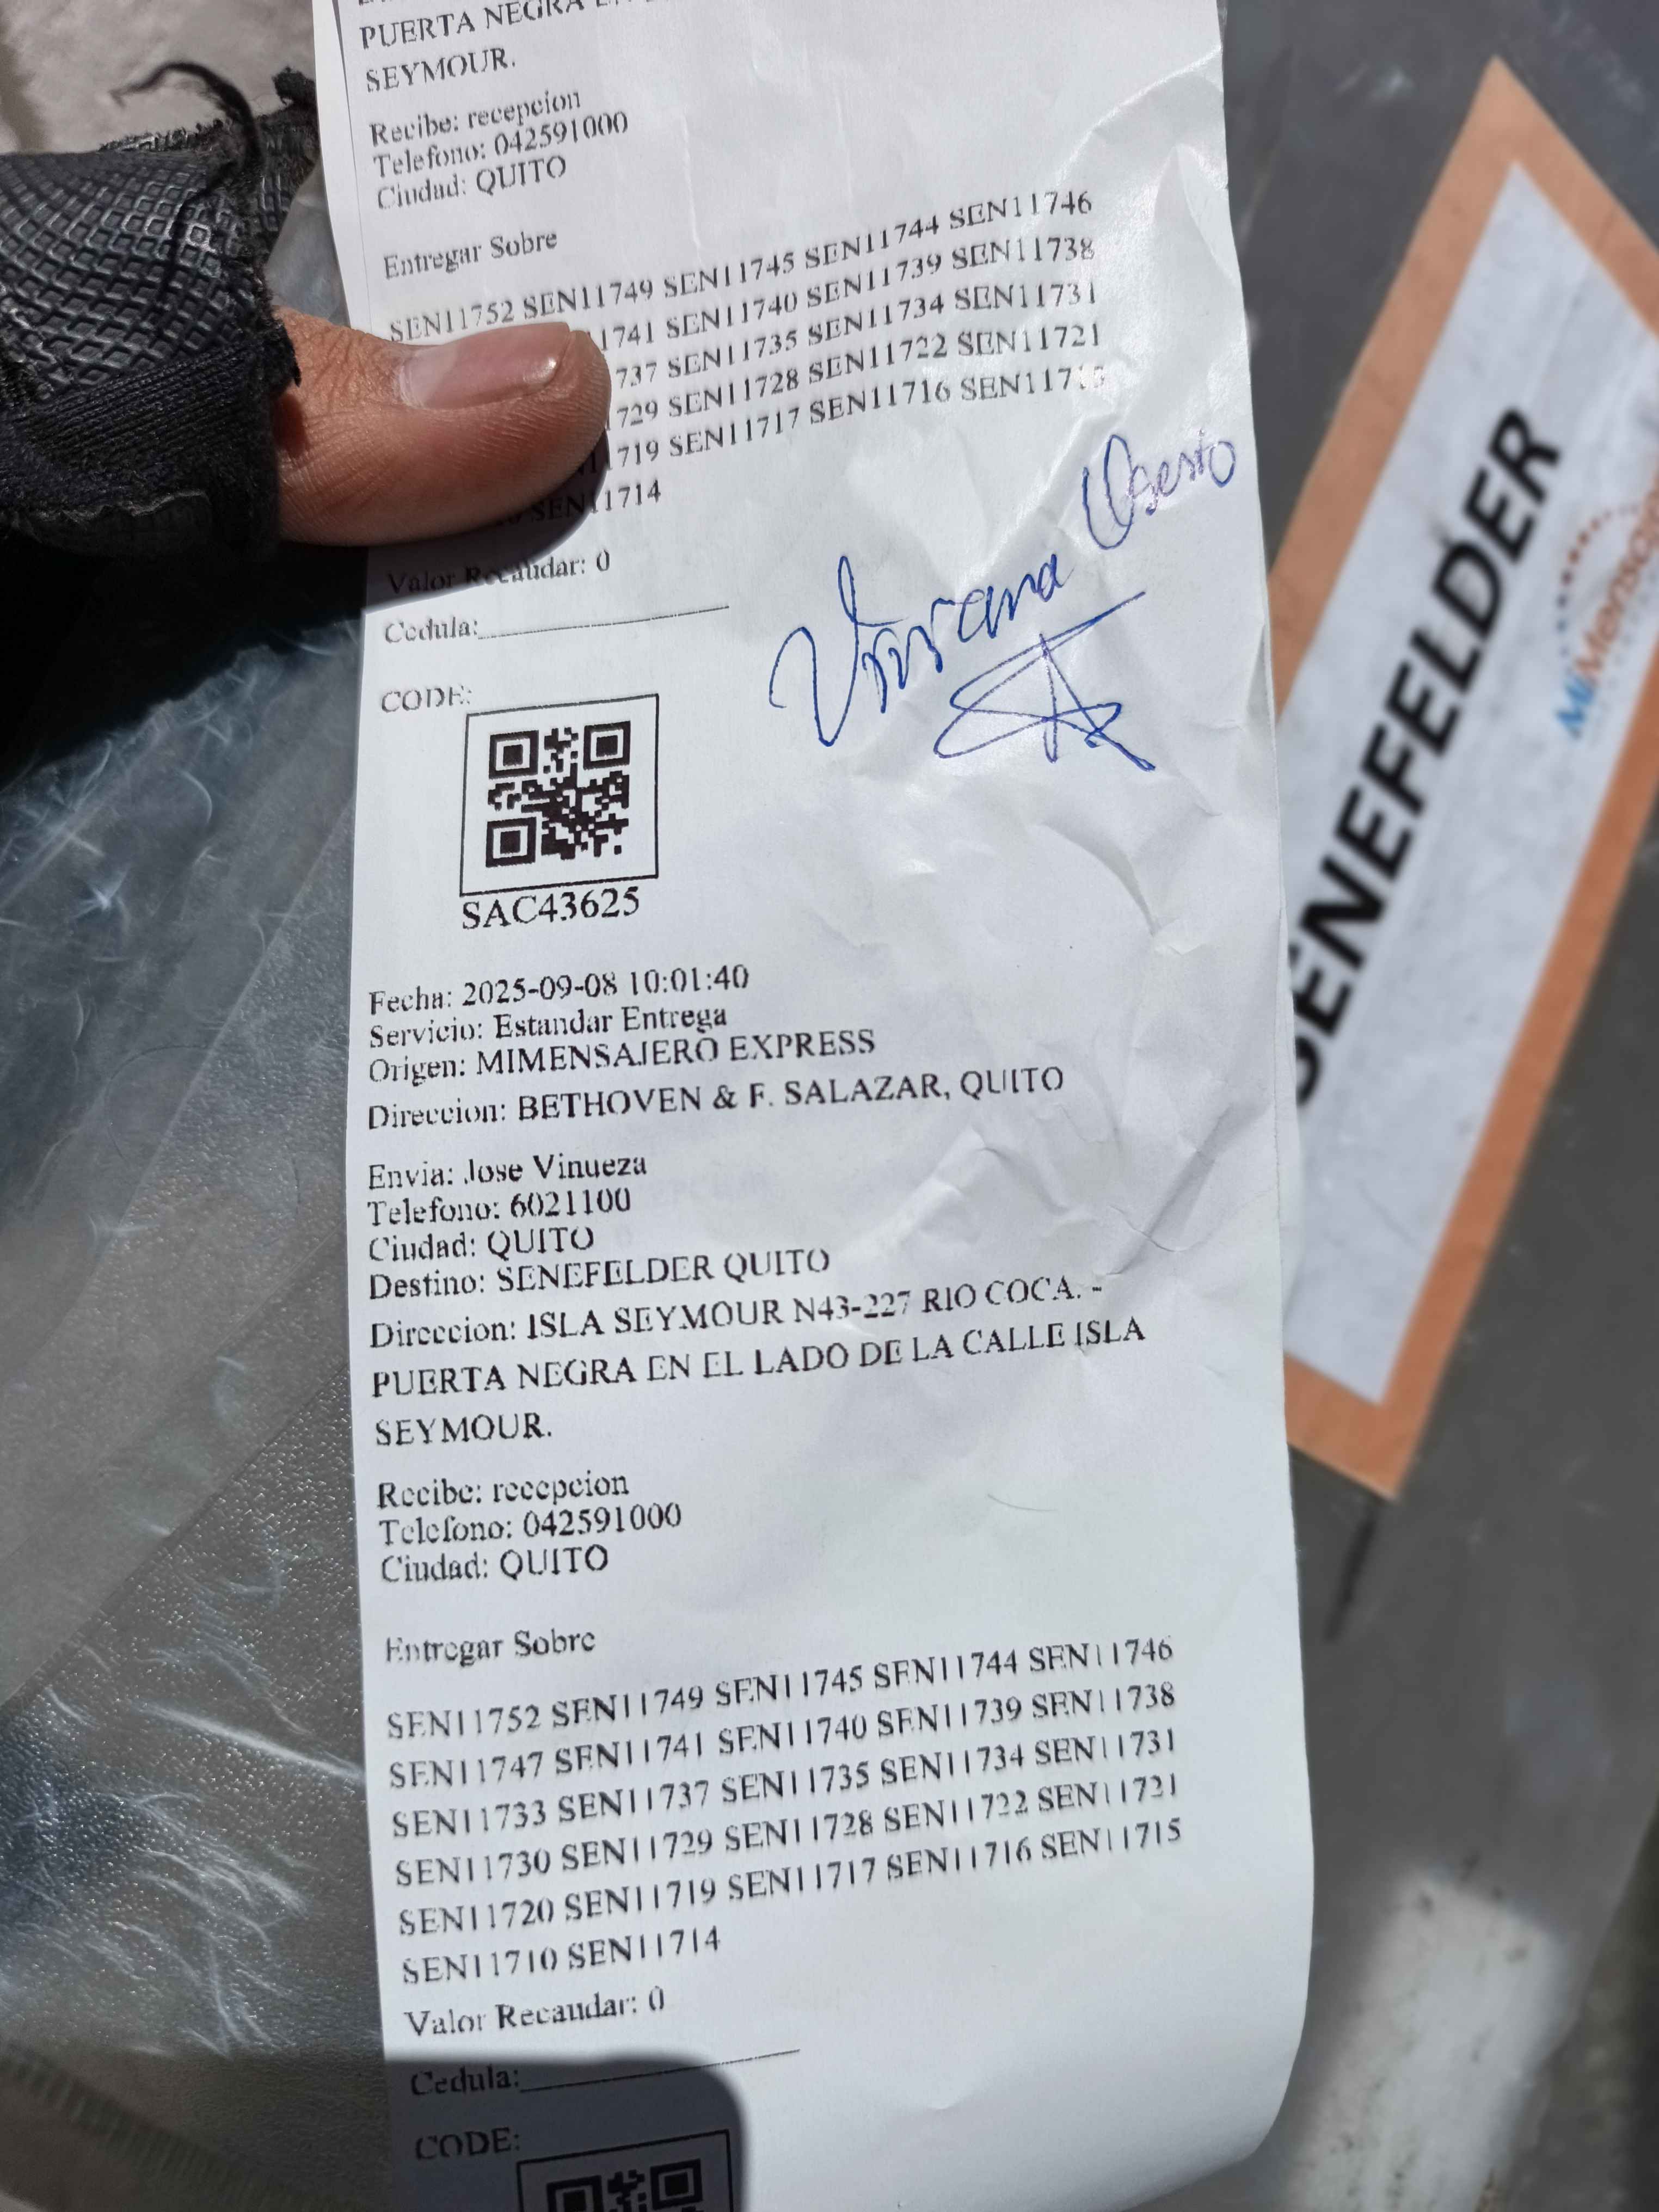 PUERTA NEGRA
SEYMOUR.
Recibe: recepcion
Telefono: 042591000
Ciudad: QUITO
Entregar Sobre
SEN11752 SEN11749 SEN11745 SEN11744 SEN11746
1741 SEN11740 SEN11739 SEN11738
737 SEN11735 SEN11734 SEN11731
729 SEN11728 SEN11722 SEN11721
1719 SEN11717 SEN11716 SEN11715
SEN11714
Valor Recaudar: 0
Cedula:
Viviana
CODE:
SAC43625
Fecha: 2025-09-08 10:01:40
Servicio: Estandar Entrega
Origen: MIMENSAJERO EXPRESS
Direccion: BETHOVEN & F. SALAZAR, QUITO
Envia: Jose Vinueza
Telefono: 6021100
Ciudad: QUITO
Destino: SENEFELDER QUITO
Direccion: ISLA SEYMOUR N43-227 RIO COCA. -
PUERTA NEGRA EN EL LADO DE LA CALLE ISLA
SEYMOUR.
Recibe: recepcion
Telefono: 042591000
Ciudad: QUITO
Entregar Sobre
SEN11752 SEN11749 SEN11745 SEN11744 SEN11746
SEN11747 SEN11741 SEN11740 SEN11739 SEN11738
SEN11733 SEN11737 SEN11735 SEN11734 SEN11731
SEN11730 SEN11729 SEN11728 SEN11722 SEN11721
SEN11720 SEN11719 SEN11717 SEN11716 SEN11715
SEN11710 SEN11714
Valor Recaudar: 0
Cedula:
CODE:
SENEFELDER
MiMensaj